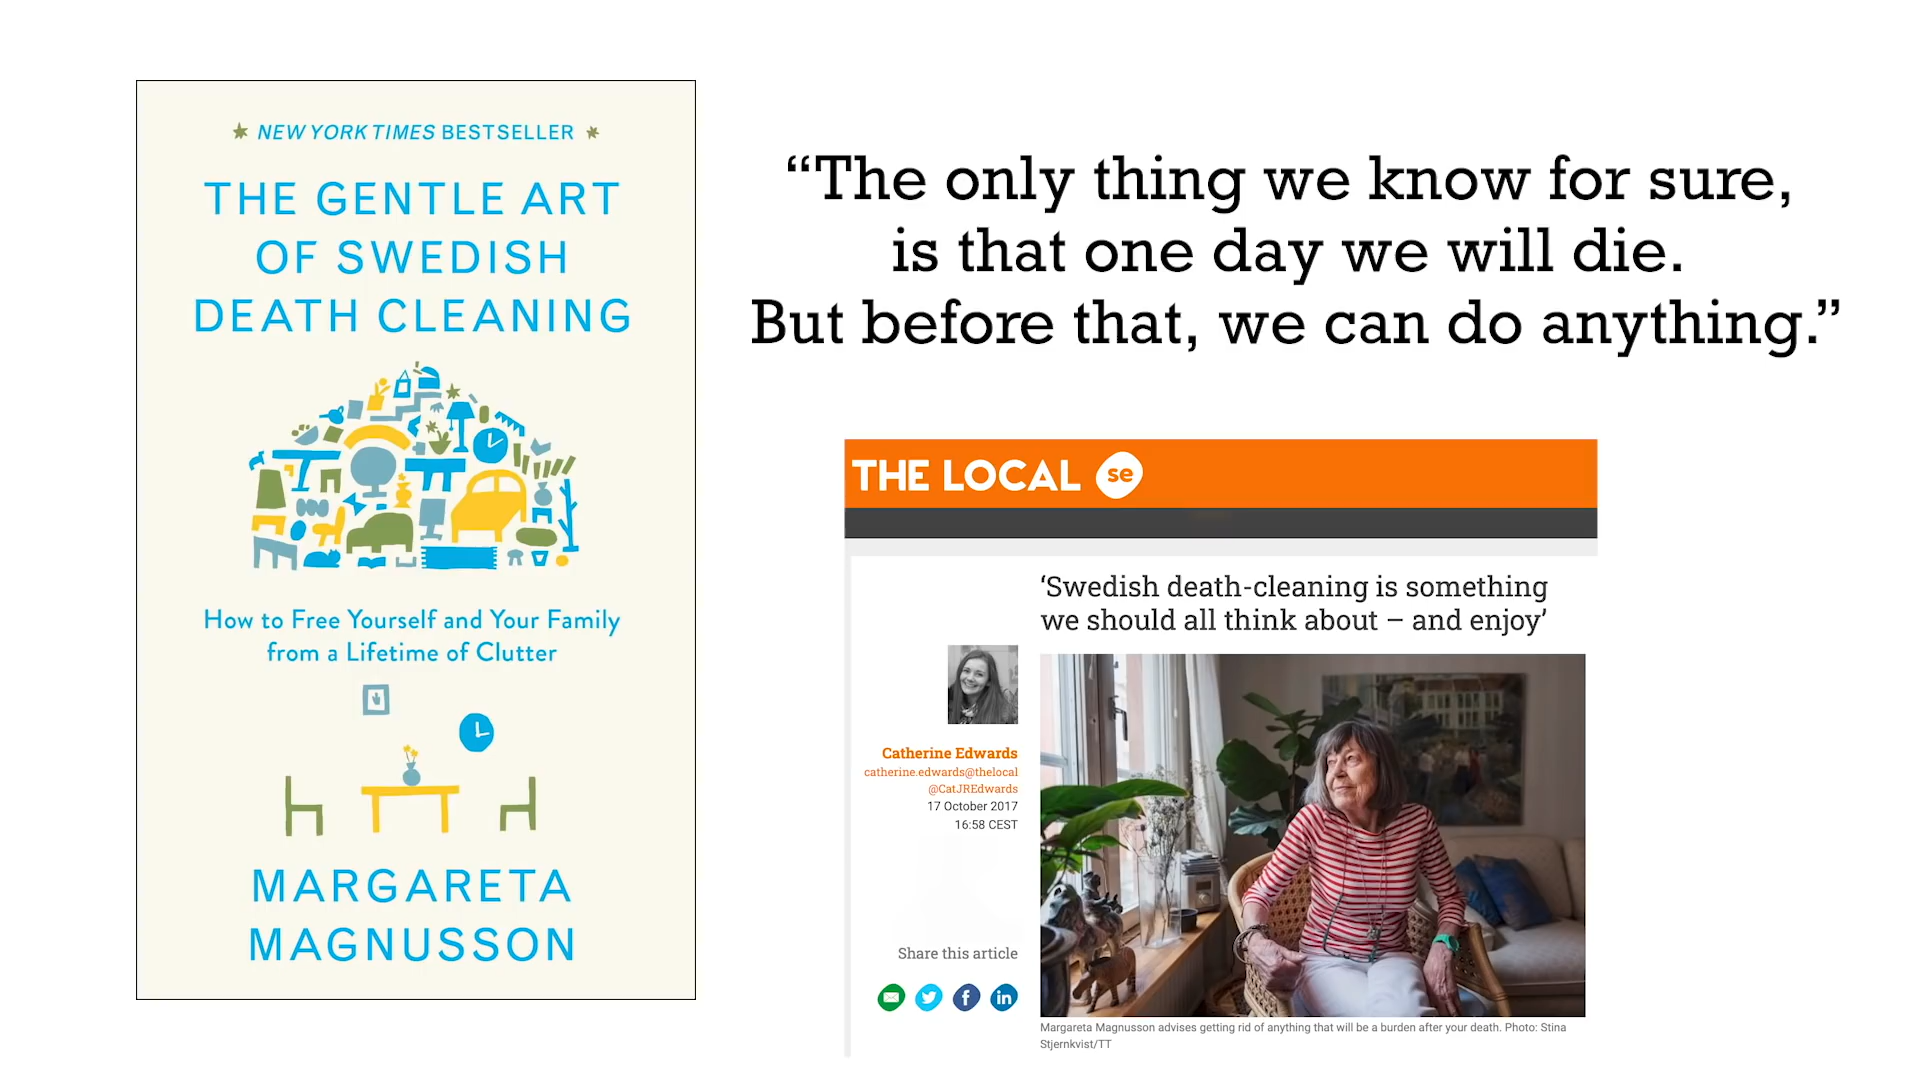 NEW YORK TIMES BESTSELLER
THE GENTLE ART
OF SWEDISH
DEATH CLEANING
How to Free Yourself and Your Family
from a Lifetime of Clutter
MARGARETA
MAGNUSSON
“The only thing we know for sure,
is that one day we will die.
But before that, we can do anything.”
THE LOCAL se
‘Swedish death-cleaning is something
we should all think about – and enjoy’
Catherine Edwards
catherine.edwards@thelocal
@CatJREdwards
17 October 2017
16:58 CEST
Share this article
f
in
Margareta Magnusson advises getting rid of anything that will be a burden after your death. Photo: Stina
Stjernkvist/TT